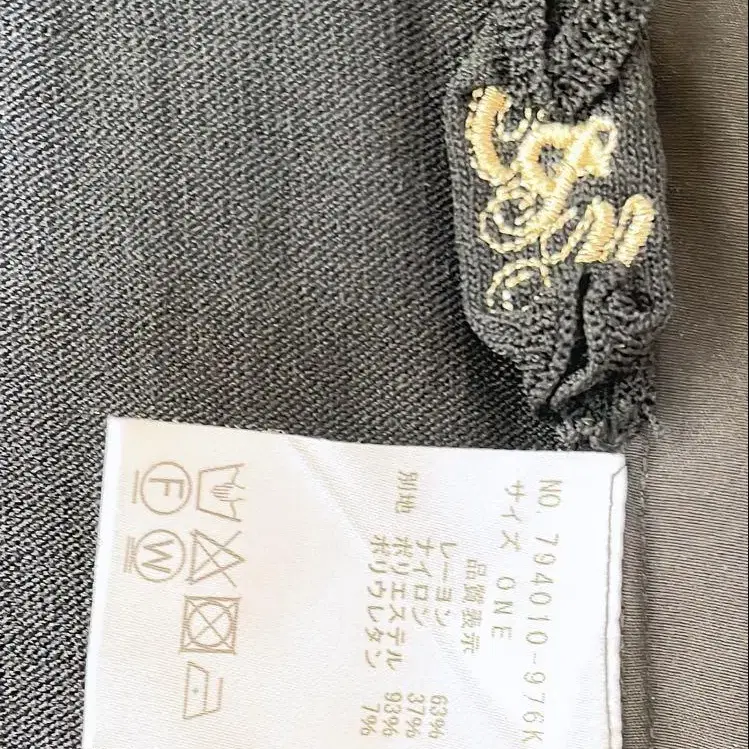 NO. 794010-976K
サイズ ONE
品質表示
レーヨン 63%
ナイロン 37%
別地 ポリエステル 93%
ポリウレタン 7%
F
W